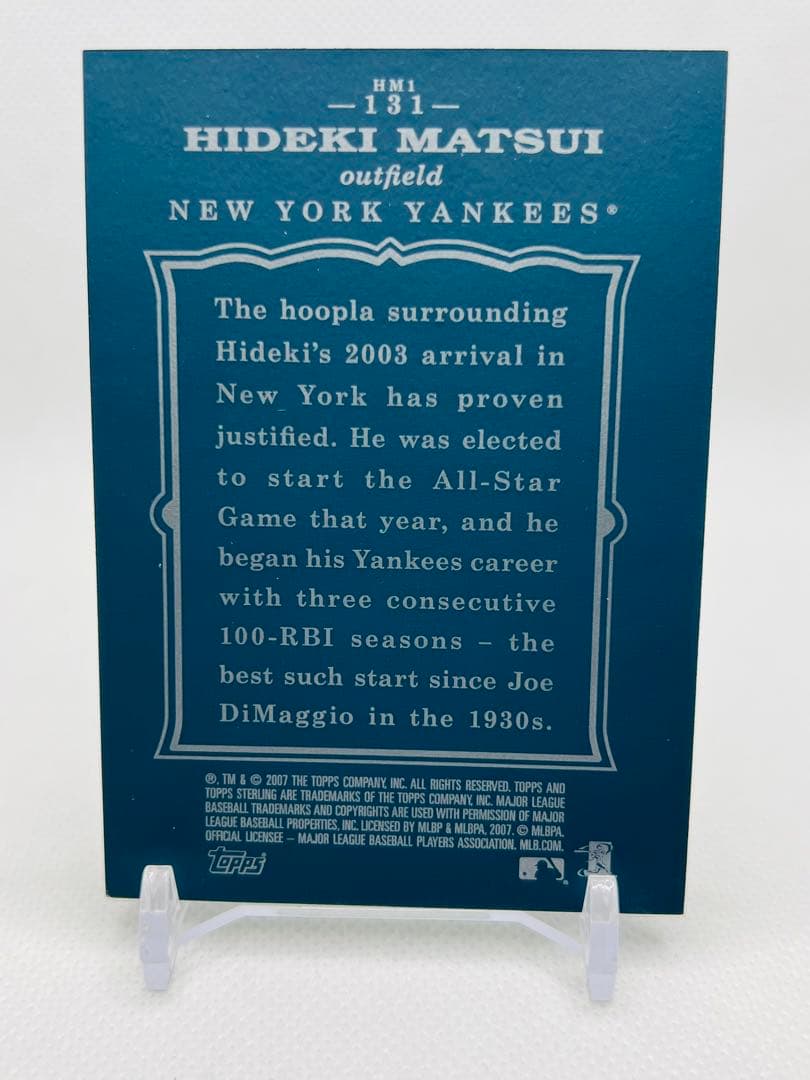 HM1
—131—
HIDEKI MATSUI
outfield
NEW YORK YANKEES®
The hoopla surrounding
Hideki's 2003 arrival in
New York has proven
justified. He was elected
to start the All-Star
Game that year, and he
began his Yankees career
with three consecutive
100-RBI seasons – the
best such start since Joe
DiMaggio in the 1930s.
®, TM & © 2007 THE TOPPS COMPANY, INC. ALL RIGHTS RESERVED. TOPPS AND
TOPPS STERLING ARE TRADEMARKS OF THE TOPPS COMPANY, INC. MAJOR LEAGUE
BASEBALL TRADEMARKS AND COPYRIGHTS ARE USED WITH PERMISSION OF MAJOR
LEAGUE BASEBALL PROPERTIES, INC. LICENSED BY MLBP & MLBPA, 2007. © MLBPA.
OFFICIAL LICENSEE – MAJOR LEAGUE BASEBALL PLAYERS ASSOCIATION. MLB.COM.
Topps